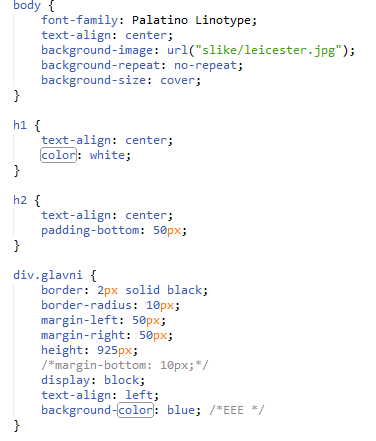 body {
    font-family: Palatino Linotype;
    text-align: center;
    background-image: url("slike/leicester.jpg");
    background-repeat: no-repeat;
    background-size: cover;
}

h1 {
    text-align: center;
    color: white;
}

h2 {
    text-align: center;
    padding-bottom: 50px;
}

div.glavni {
    border: 2px solid black;
    border-radius: 10px;
    margin-left: 50px;
    margin-right: 50px;
    height: 925px;
    /*margin-bottom: 10px;*/
    display: block;
    text-align: left;
    background-color: blue; /*EEE */
}